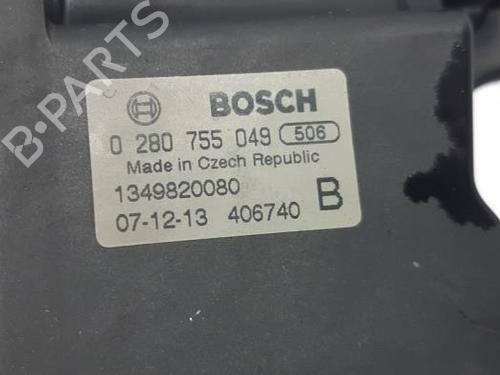 BOSCH
0 280 755 049 506
Made in Czech Republic
1349820080
07-12-13 406740 B
B-PARTS